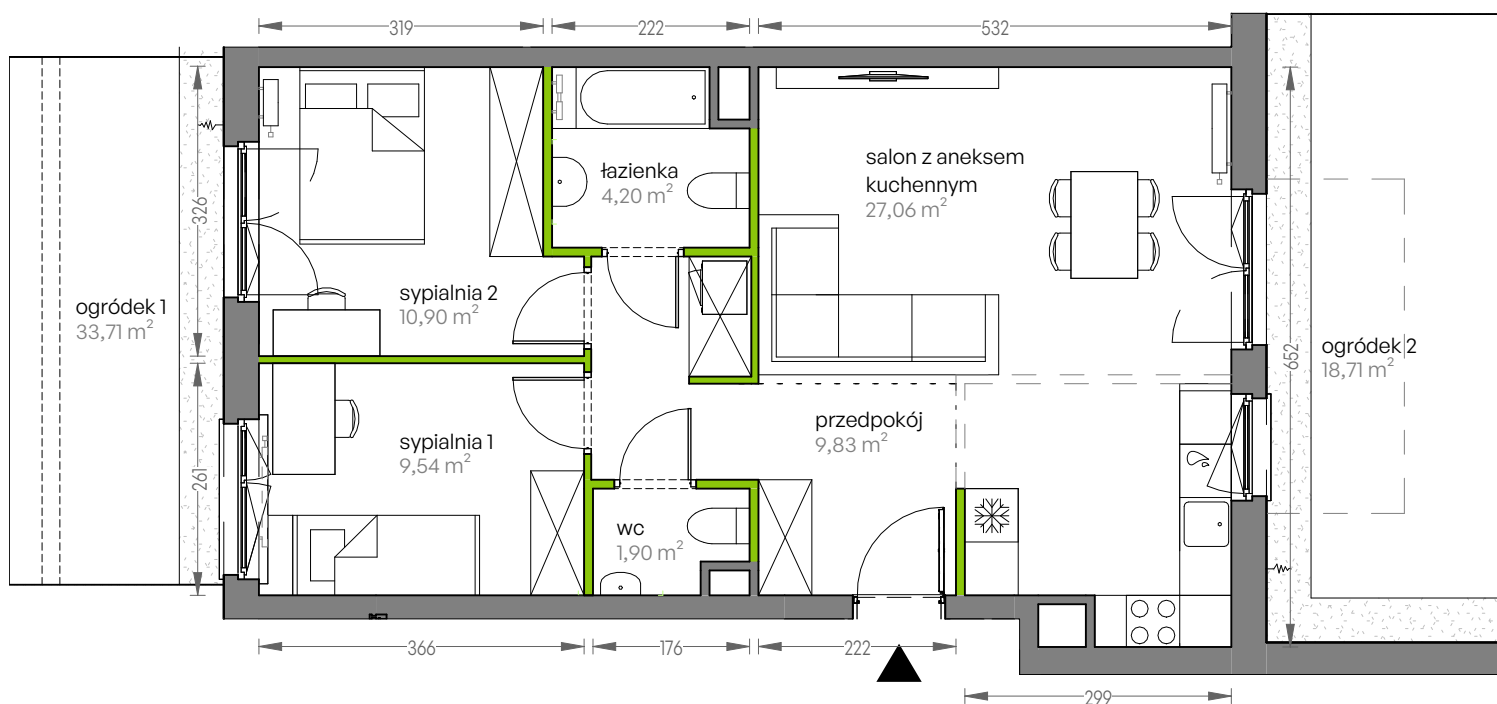 319
222
532
łazienka
4,20 m²
salon z aneksem
kuchennym
27,06 m²
326
sypialnia 2
10,90 m²
ogródek 1
33,71 m²
652
ogródek 2
18,71 m²
przedpokój
9,83 m²
sypialnia 1
9,54 m²
261
wc
1,90 m²
366
176
222
299